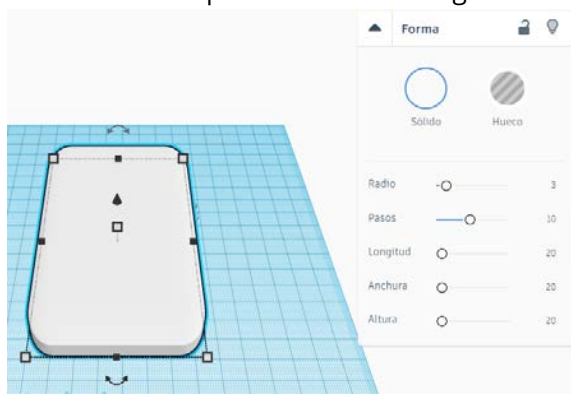 Forma
Sólido Hueco
Radio 3
Pasos 10
Longitud 20
Anchura 20
Altura 20